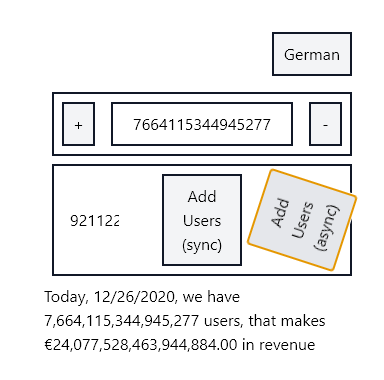 German
+ 7664115344945277 -
921122
Add
Users
(sync)
Add
Users
(async)
Today, 12/26/2020, we have
7,664,115,344,945,277 users, that makes
€24,077,528,463,944,884.00 in revenue